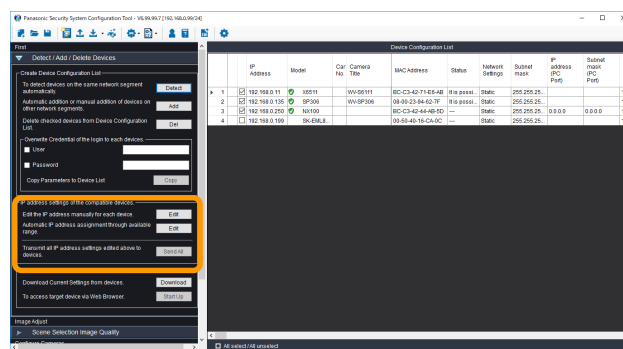 Panasonic Security System Configuration Tool - V6.99.99.7 [192.168.0.99/24]
First
Device Configuration List
Detect / Add / Delete Devices
Create Device Configuration List
To detect devices on the same network segment automatically.
Detect
Automatic addition or manual addition of devices on other network segments.
Add
Delete checked devices from Device Configuration List.
Del
Overwrite Credential of the login to each devices.
User
Password
Copy Parameters to Device List
Copy
IP address settings of the compatible devices.
Edit the IP address manually for each device.
Edit
Automatic IP address assignment through available range.
Edit
Transmit all IP address settings edited above to devices.
Send All
Download Current Settings from devices.
Download
To access target device via Web Browser.
Start Up
Image Adjust
Scene Selection Image Quality
Configure Cameras
IP Address Model Car No. Camera Title MAC Address Status Network Settings Subnet mask IP address (PC Port) Subnet mask (PC Port)
1 192.168.0.11 X6511 WV-S6111 BC-C3-42-71-E6-AB It is possi... Static 255.255.25...
2 192.168.0.135 SP306 WV-SP306 08-00-23-94-62-7F It is possi... Static 255.255.25...
3 192.168.0.250 NX100 BC-C3-42-44-AB-5D --- Static 255.255.25... 0.0.0.0 0.0.0.0
4 192.168.0.199 SK-EML8... 00-50-40-16-CA-0C --- Static 255.255.25...
All select / All unselect